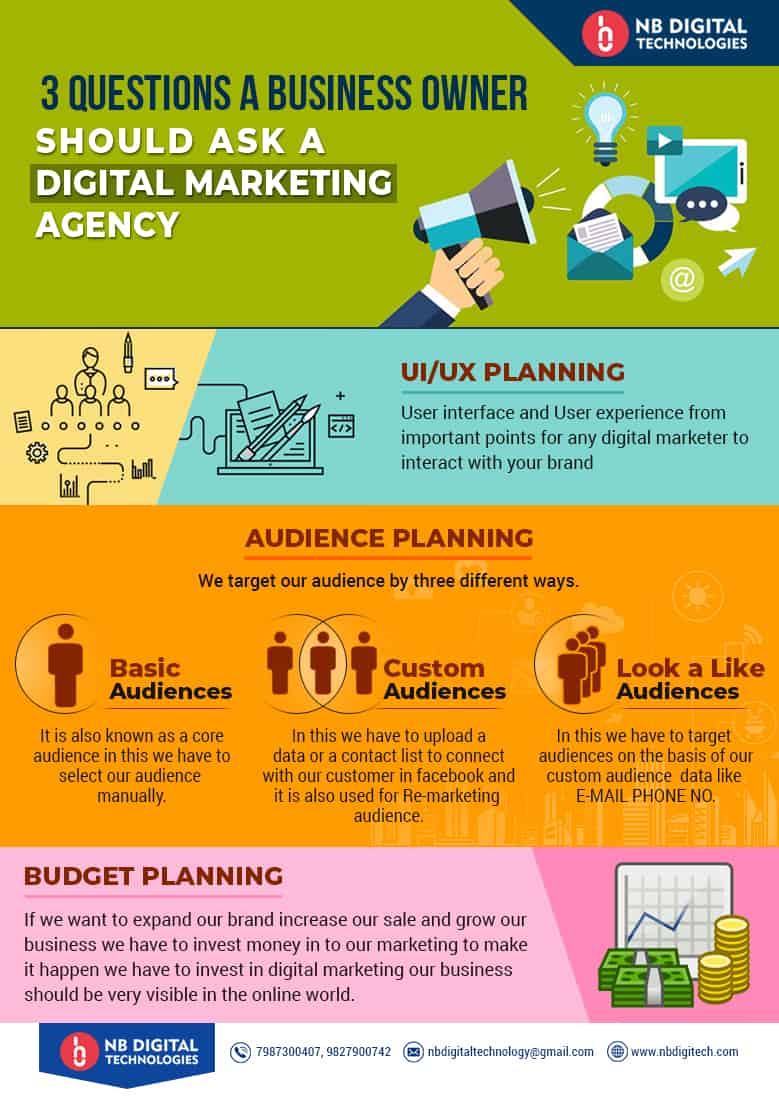 NB DIGITAL
TECHNOLOGIES
3 QUESTIONS A BUSINESS OWNER
SHOULD ASK A
DIGITAL MARKETING
AGENCY
i
@
UI/UX PLANNING
User interface and User experience from
important points for any digital marketer to
interact with your brand
</>
AUDIENCE PLANNING
We target our audience by three different ways.
Basic
Audiences
It is also known as a core
audience in this we have to
select our audience
manually.
Custom
Audiences
In this we have to upload a
data or a contact list to connect
with our customer in facebook and
it is also used for Re-marketing
audience.
Look a Like
Audiences
In this we have to target
audiences on the basis of our
custom audience data like
E-MAIL PHONE NO.
BUDGET PLANNING
If we want to expand our brand increase our sale and grow our
business we have to invest money in to our marketing to make
it happen we have to invest in digital marketing our business
should be very visible in the online world.
NB DIGITAL
TECHNOLOGIES
7987300407, 9827900742
nbdigitaltechnology@gmail.com
www.nbdigitech.com